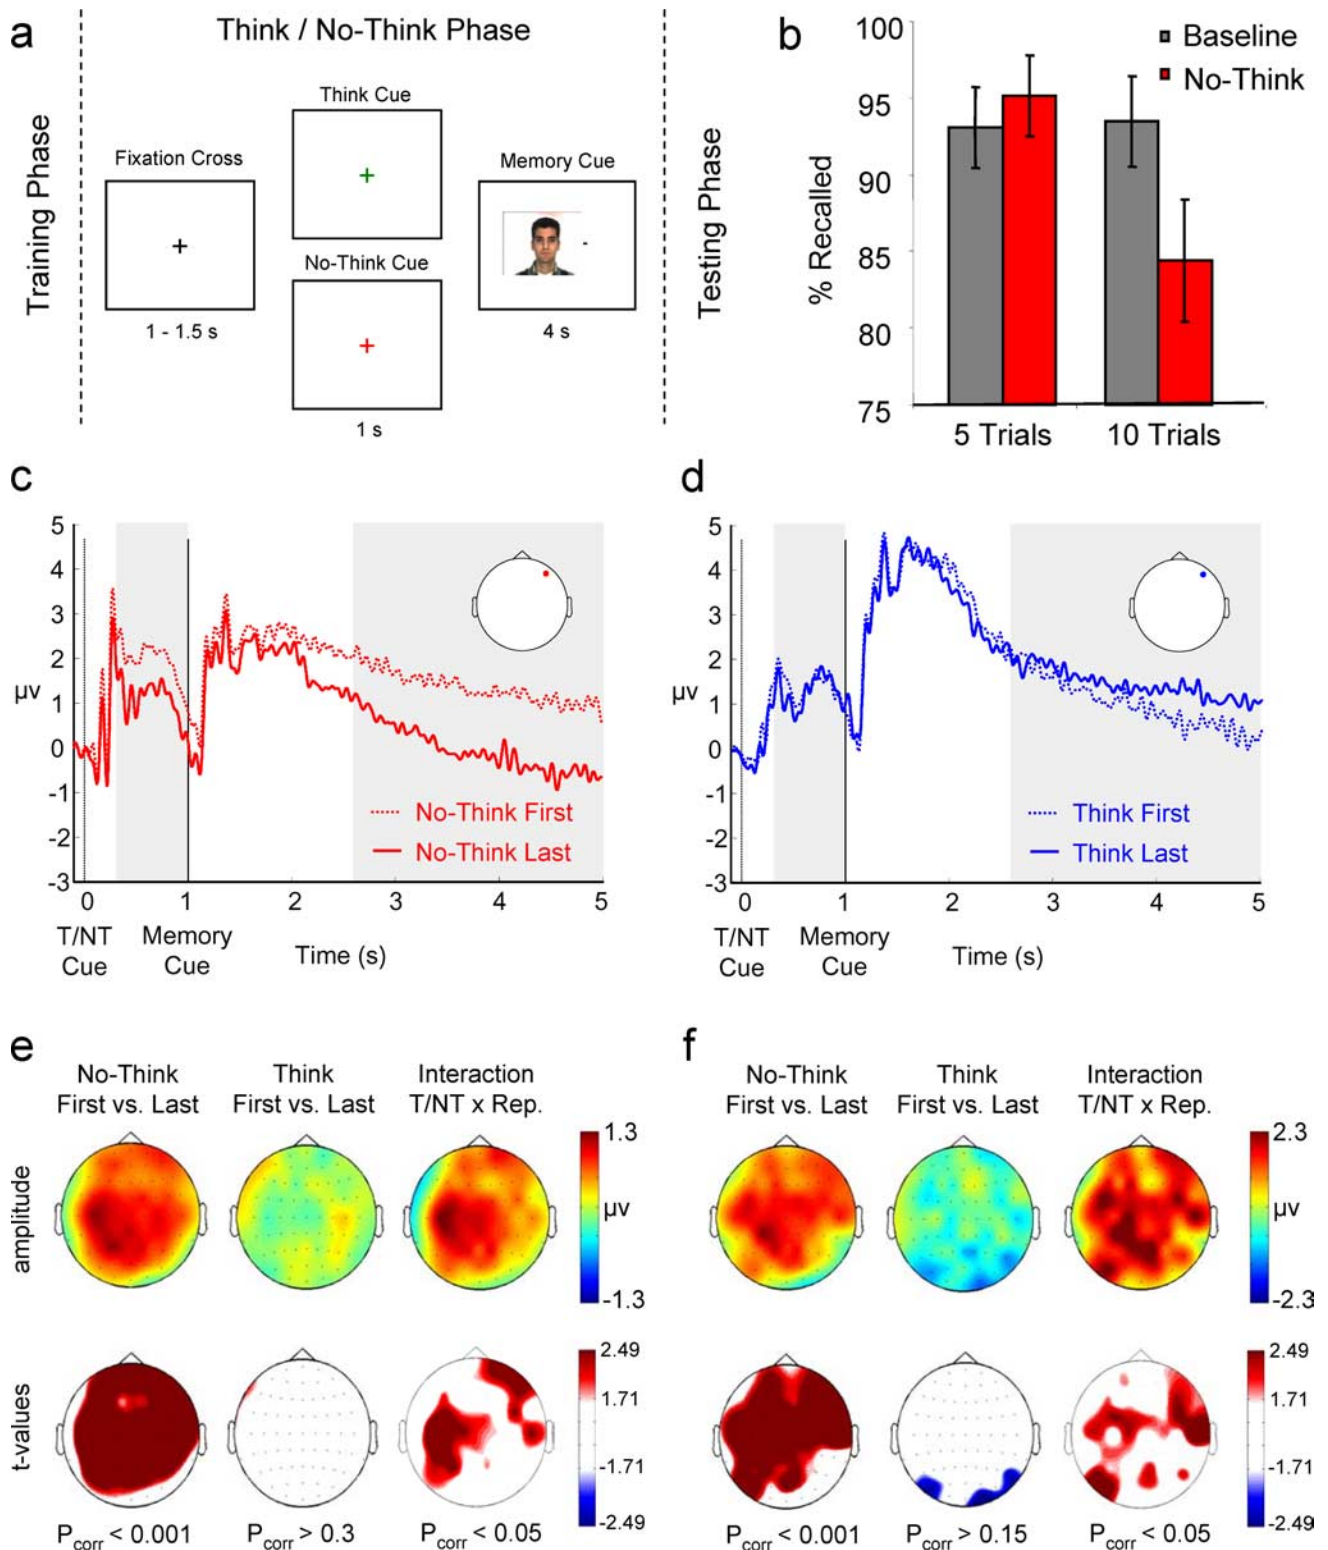 a
Think / No-Think Phase
Training Phase
Fixation Cross
1 - 1.5 s
Think Cue
No-Think Cue
1 s
Memory Cue
4 s
Testing Phase
b
Baseline
No-Think
% Recalled
100
95
90
85
80
75
5 Trials
10 Trials
c
5
4
3
2
1
0
-1
-2
-3
µv
No-Think First
No-Think Last
0
1
2
3
4
5
T/NT
Cue
Memory
Cue
Time (s)
d
5
4
3
2
1
0
-1
-2
-3
µv
Think First
Think Last
0
1
2
3
4
5
T/NT
Cue
Memory
Cue
Time (s)
e
No-Think
First vs. Last
Think
First vs. Last
Interaction
T/NT x Rep.
amplitude
1.3
µv
-1.3
t-values
2.49
1.71
-1.71
-2.49
Pcorr < 0.001
Pcorr > 0.3
Pcorr < 0.05
f
No-Think
First vs. Last
Think
First vs. Last
Interaction
T/NT x Rep.
2.3
µv
-2.3
2.49
1.71
-1.71
-2.49
Pcorr < 0.001
Pcorr > 0.15
Pcorr < 0.05